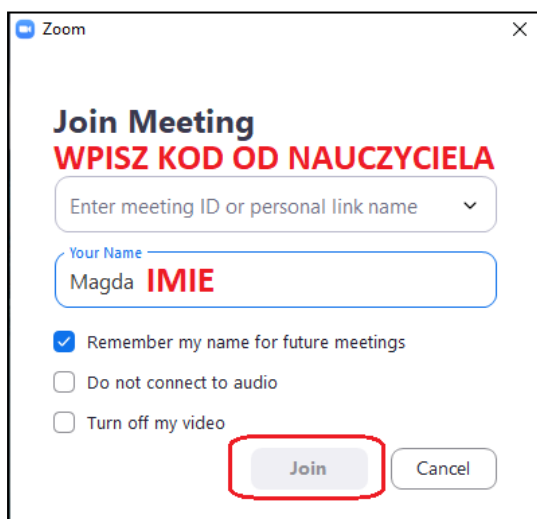 Zoom
Join Meeting
WPISZ KOD OD NAUCZYCIELA
Enter meeting ID or personal link name
Your Name
Magda IMIE
Remember my name for future meetings
Do not connect to audio
Turn off my video
Join Cancel